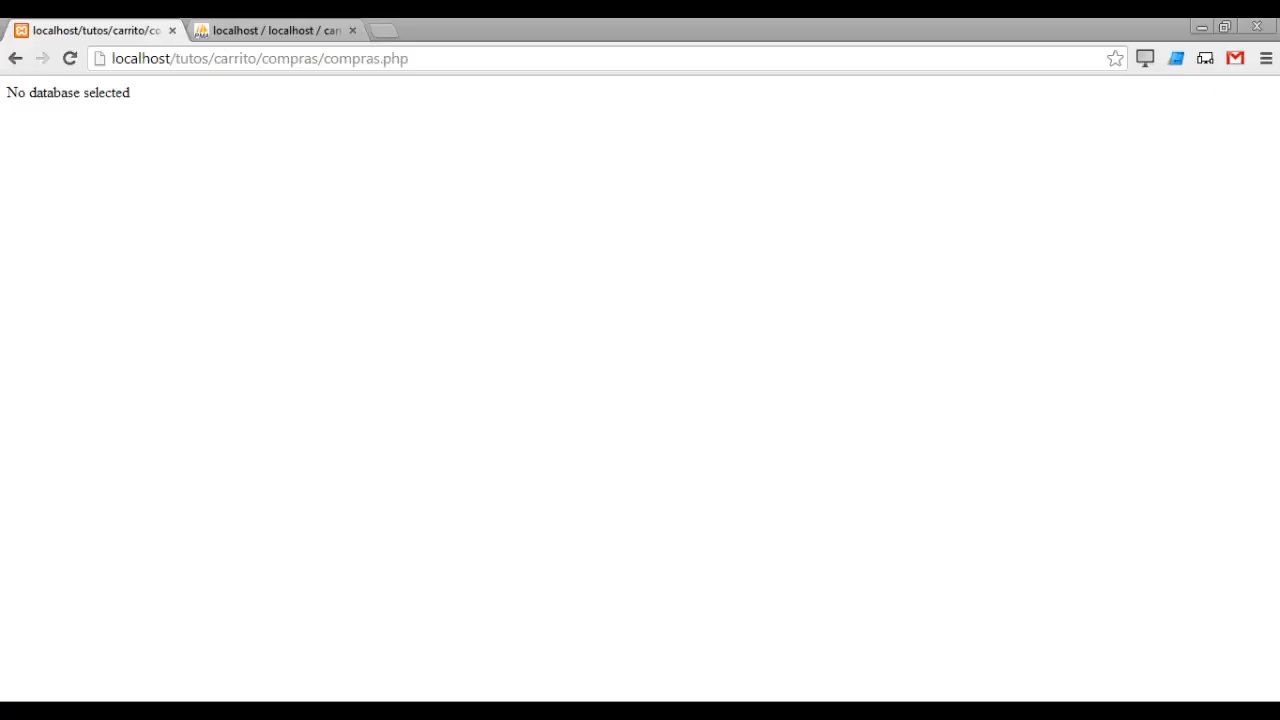 localhost/tutos/carrito/co
localhost / localhost / car
localhost/tutos/carrito/compras/compras.php
No database selected